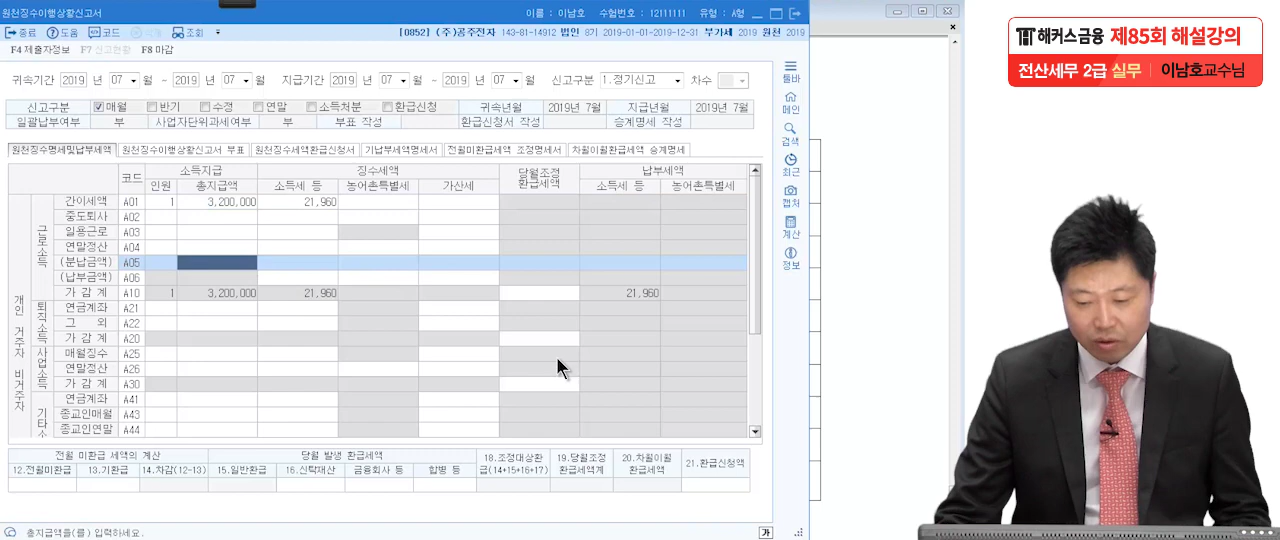 원천징수이행상황신고서 이름 : 이남호 수험번호 : 12111111 유형 : A형
종료 도움 코드 삭제 조회 [0852] (주)공주전자 143-81-14912 법인 8기 2019-01-01~2019-12-31 부가세 2019 원천 2019
F4 제출자정보 F7 신고현황 F8 마감
귀속기간 2019 년 07 월 ~ 2019 년 07 월 지급기간 2019 년 07 월 ~ 2019 년 07 월 신고구분 1.정기신고 차수
신고구분 매월 반기 수정 연말 소득처분 환급신청 귀속년월 2019년 7월 지급년월 2019년 7월
일괄납부여부 부 사업자단위과세여부 부 부표 작성 환급신청서 작성 승계명세 작성
원천징수명세및납부세액 원천징수이행상황신고서 부표 원천징수세액환급신청서 기납부세액명세서 전월미환급세액 조정명세서 차월이월환급세액 승계명세
코드 소득지급 징수세액 당월조정 환급세액 납부세액
인원 총지급액 소득세 등 농어촌특별세 가산세 소득세 등 농어촌특별세
개인 거주자 비거주자
근로소득
간이세액 A01 1 3,200,000 21,960
중도퇴사 A02
일용근로 A03
연말정산 A04
(분납금액) A05
(납부금액) A06
가 감 계 A10 1 3,200,000 21,960 21,960
퇴직소득
연금계좌 A21
그 외 A22
가 감 계 A20
사업소득
매월징수 A25
연말정산 A26
가 감 계 A30
기타소
연금계좌 A41
종교인매월 A43
종교인연말 A44
전월 미환급 세액의 계산 당월 발생 환급세액 18.조정대상환급(14+15+16+17) 19.당월조정 환급세액계 20.차월이월 환급세액 21.환급신청액
12.전월미환급 13.기환급 14.차감(12-13) 15.일반환급 16.신탁재산 금융회사 등 합병 등
총지급액을(를) 입력하세요.
가
툴바
메인
검색
최근
캡처
계산
정보
해커스금융 제85회 해설강의
전산세무 2급 실무 이남호교수님